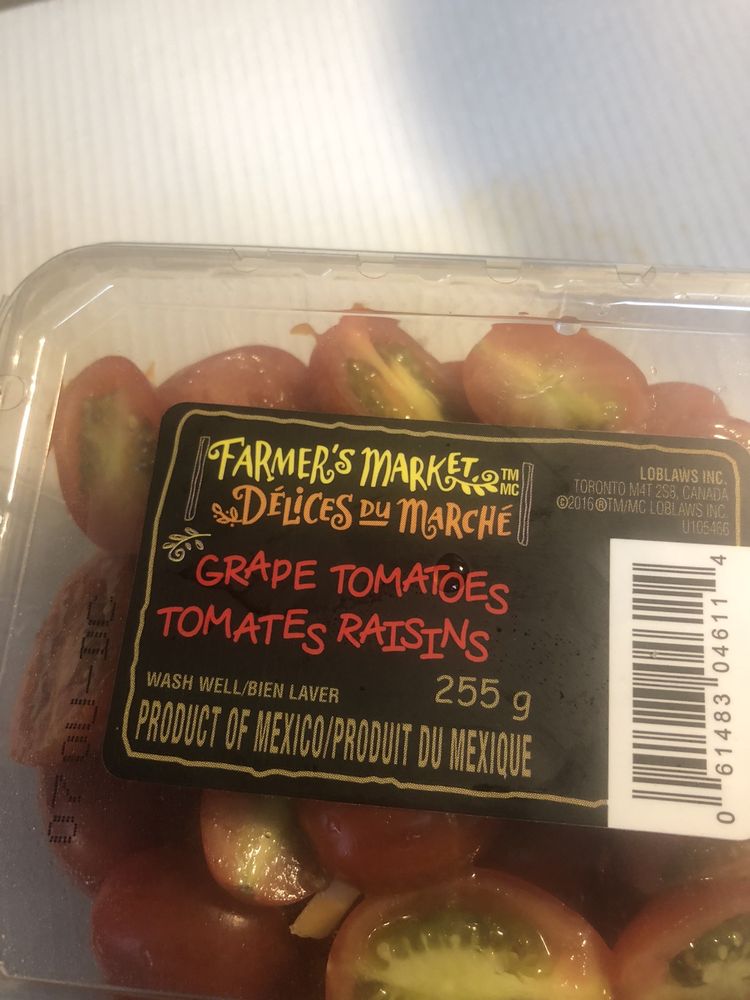 FARMER'S MARKET TM
MC
DÉLICES DU MARCHÉ
GRAPE TOMATOES
TOMATES RAISINS
WASH WELL/BIEN LAVER
255 g
PRODUCT OF MEXICO/PRODUIT DU MEXIQUE
LOBLAWS INC.
TORONTO M4T 2S8, CANADA
©2016 ®TM/MC LOBLAWS INC.
U105466
0 61483 04611 4